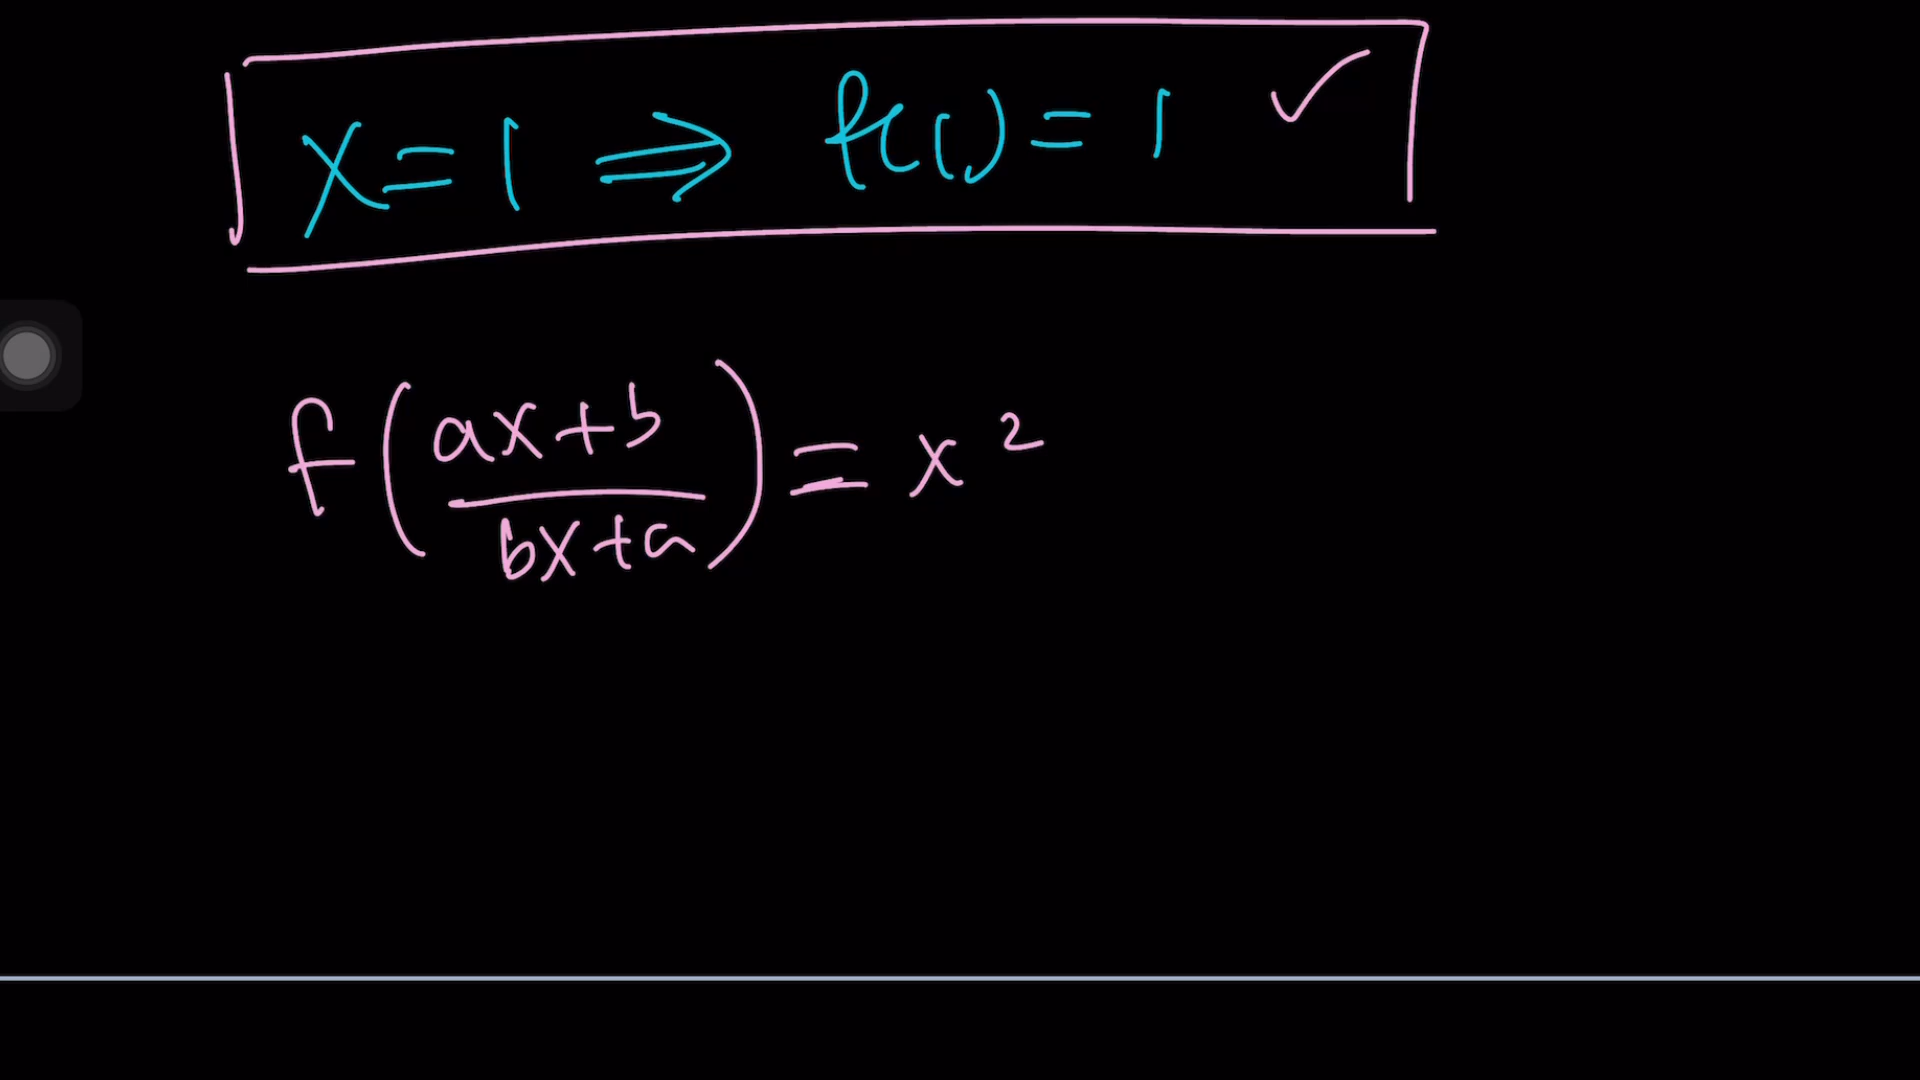 x=1 ⇒ f(1)=1 ✓
f((ax+b)/(bx+a))=x²